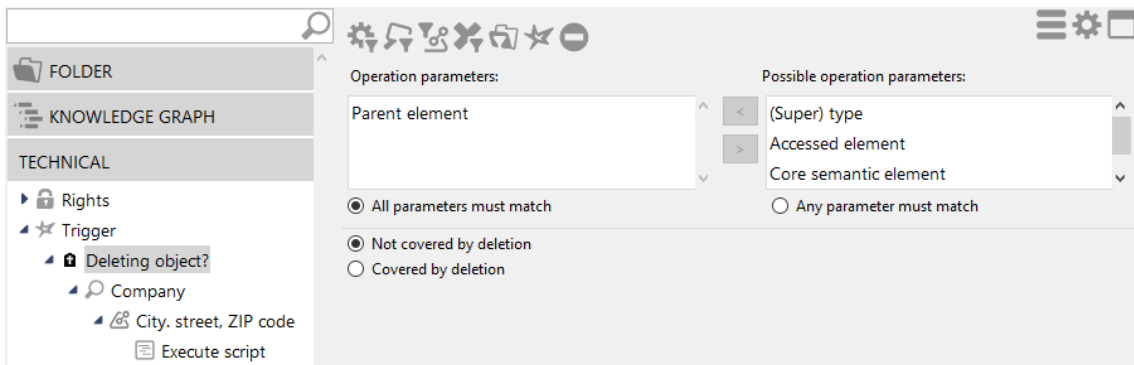 FOLDER
KNOWLEDGE GRAPH
TECHNICAL
Rights
Trigger
Deleting object?
Company
City. street, ZIP code
Execute script
Operation parameters:
Parent element
<
>
Possible operation parameters:
(Super) type
Accessed element
Core semantic element
All parameters must match
Any parameter must match
Not covered by deletion
Covered by deletion